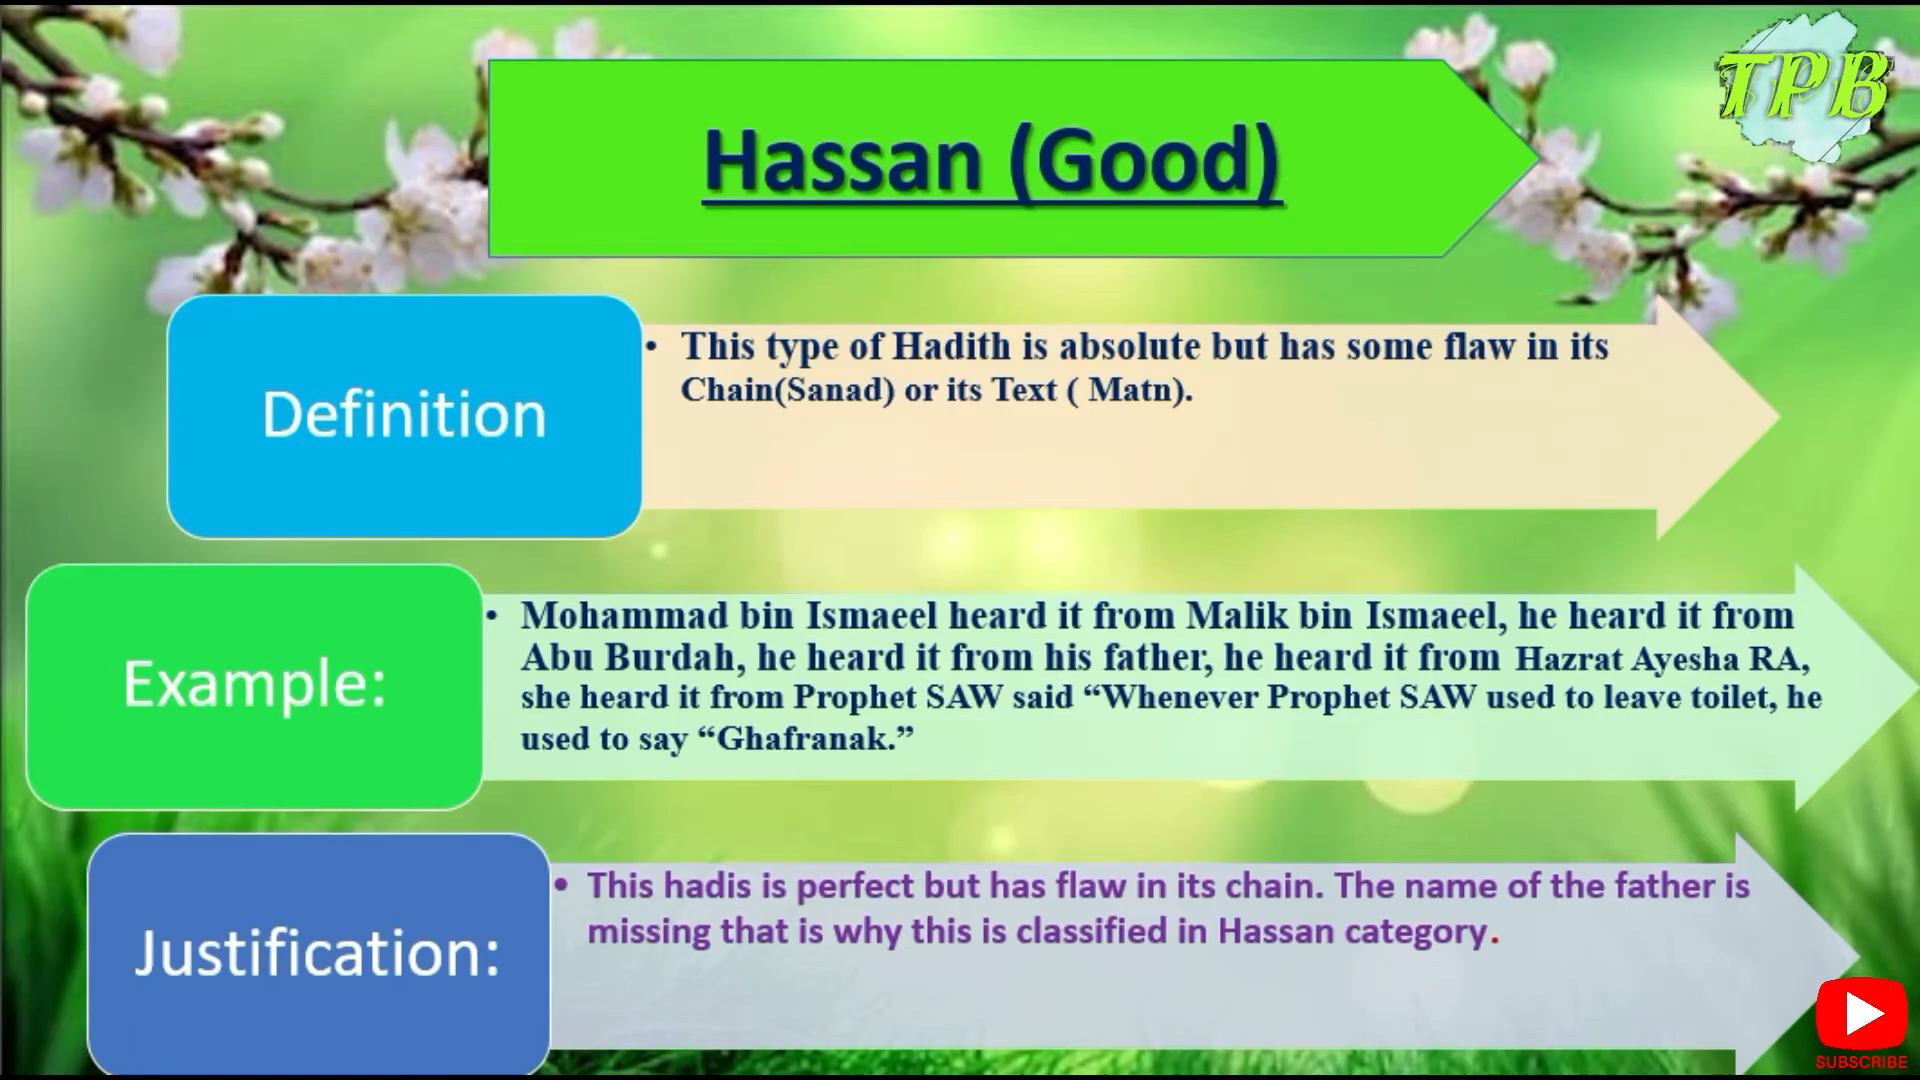 TPB
Hassan (Good)
Definition
• This type of Hadith is absolute but has some flaw in its
Chain(Sanad) or its Text ( Matn).
Example:
• Mohammad bin Ismaeel heard it from Malik bin Ismaeel, he heard it from
Abu Burdah, he heard it from his father, he heard it from Hazrat Ayesha RA,
she heard it from Prophet SAW said “Whenever Prophet SAW used to leave toilet, he
used to say “Ghafranak.”
Justification:
• This hadis is perfect but has flaw in its chain. The name of the father is
missing that is why this is classified in Hassan category.
SUBSCRIBE